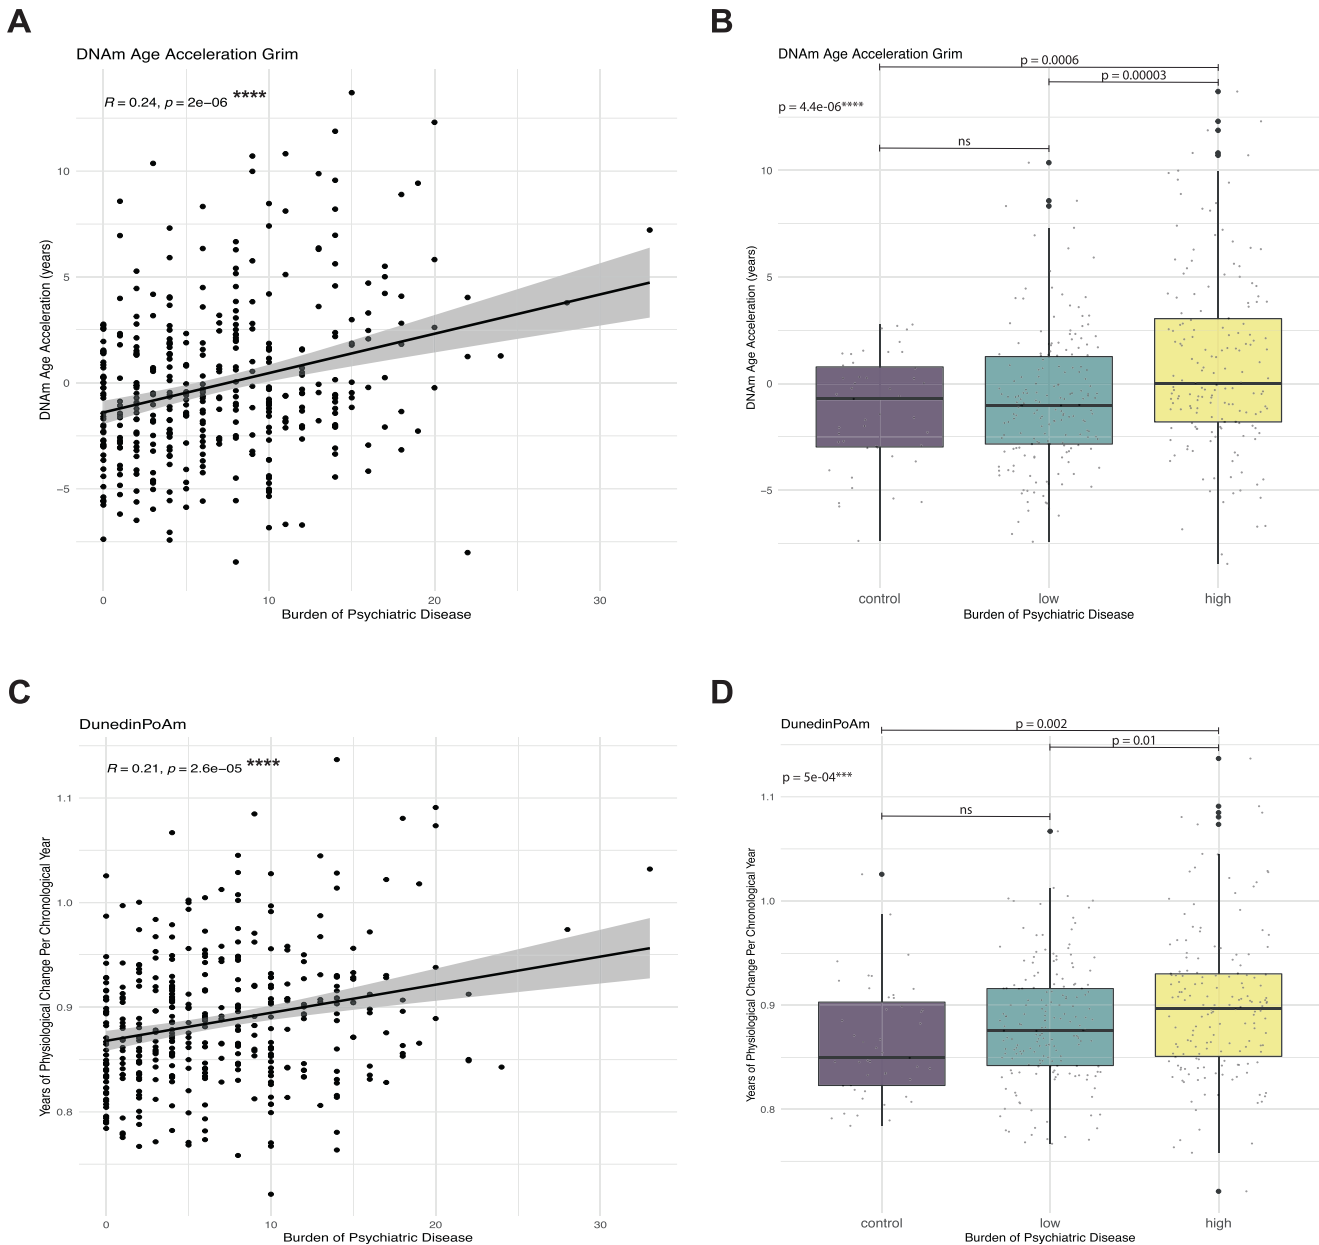 A
DNAm Age Acceleration Grim
R = 0.24, p = 2e−06 ****
DNAm Age Acceleration (years)
10
5
0
−5
0 10 20 30
Burden of Psychiatric Disease
B
DNAm Age Acceleration Grim
p = 0.0006
p = 0.00003
p = 4.4e-06****
ns
DNAm Age Acceleration (years)
10
5
0
−5
control low high
Burden of Psychiatric Disease
C
DunedinPoAm
R = 0.21, p = 2.6e−05 ****
Years of Physiological Change Per Chronological Year
1.1
1.0
0.9
0.8
0 10 20 30
Burden of Psychiatric Disease
D
DunedinPoAm
p = 0.002
p = 0.01
p = 5e-04***
ns
Years of Physiological Change Per Chronological Year
1.1
1.0
0.9
0.8
control low high
Burden of Psychiatric Disease